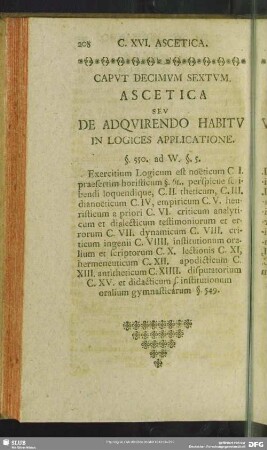 208 C. XVI. ASCETICA.
CAPVT DECIMVM SEXTVM.
ASCETICA
SEV
DE ADQVIRENDO HABITV
IN LOGICES APPLICATIONE.
§. 550. ad W. §. 5.
Exercitium Logicum est noëticum C I.
praesertim horisticum §. 86. perspicue scri-
bendi loquendique, C. II theticum, C. III.
dianoëticum C. IV, empiricum C. V. heu-
risticum a priori C. VI. criticum analyti-
cum et dialecticum testimoniorum et er-
rorum C. VII. dynamicum C. VIII. cri-
ticum ingenii C. VIIII, institutionum ora-
lium et scriptorum C. X. lectionis C. XI,
hermeneuticum C. XII. apodicticum C.
XIII, antitheticum C. XIIII. disputatorium
C. XV. et didacticum s. institutionum
oralium gymnasticarum §. 549.
SLUB
DFG